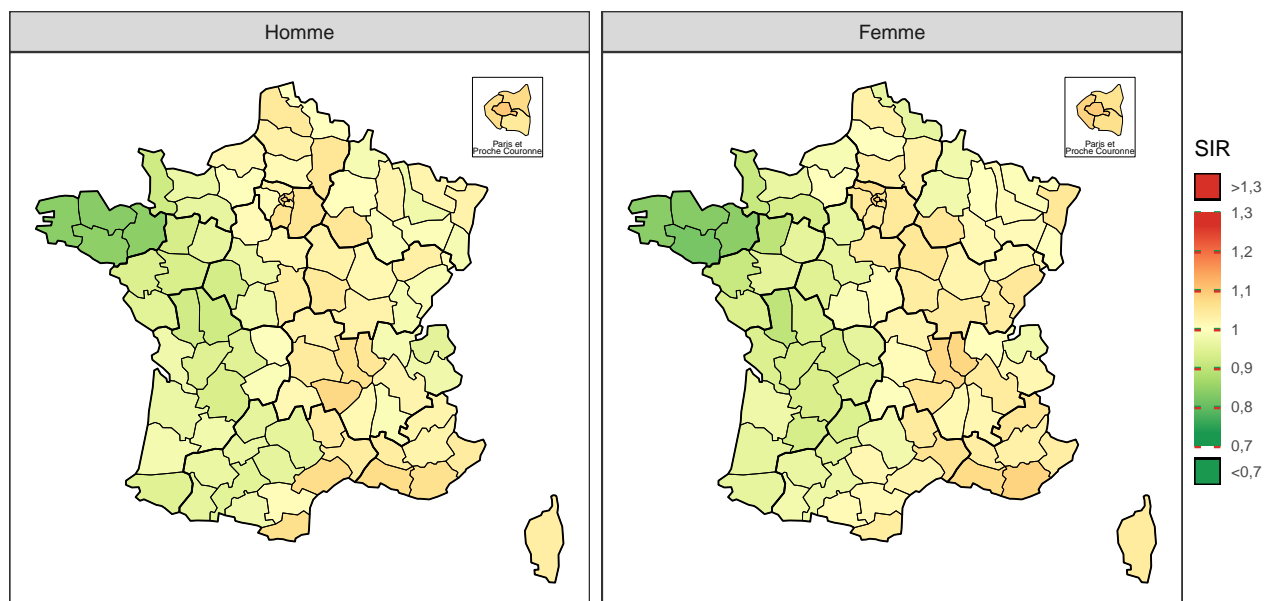 Homme
Femme
Paris et
Proche Couronne
Paris et
Proche Couronne
SIR
>1,3
1,3
1,2
1,1
1
0,9
0,8
0,7
<0,7